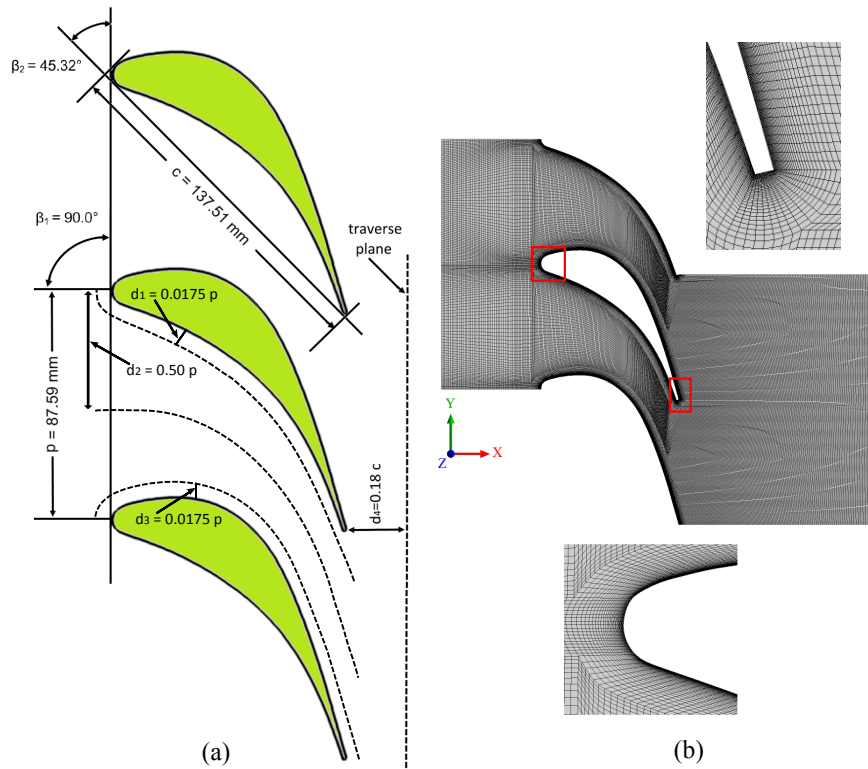 β₂ = 45.32°
c = 137.51 mm
β₁ = 90.0°
traverse
plane
d₁ = 0.0175 p
d₂ = 0.50 p
p = 87.59 mm
d₃ = 0.0175 p
d₄=0.18 c
(a)
Y
Z
X
(b)